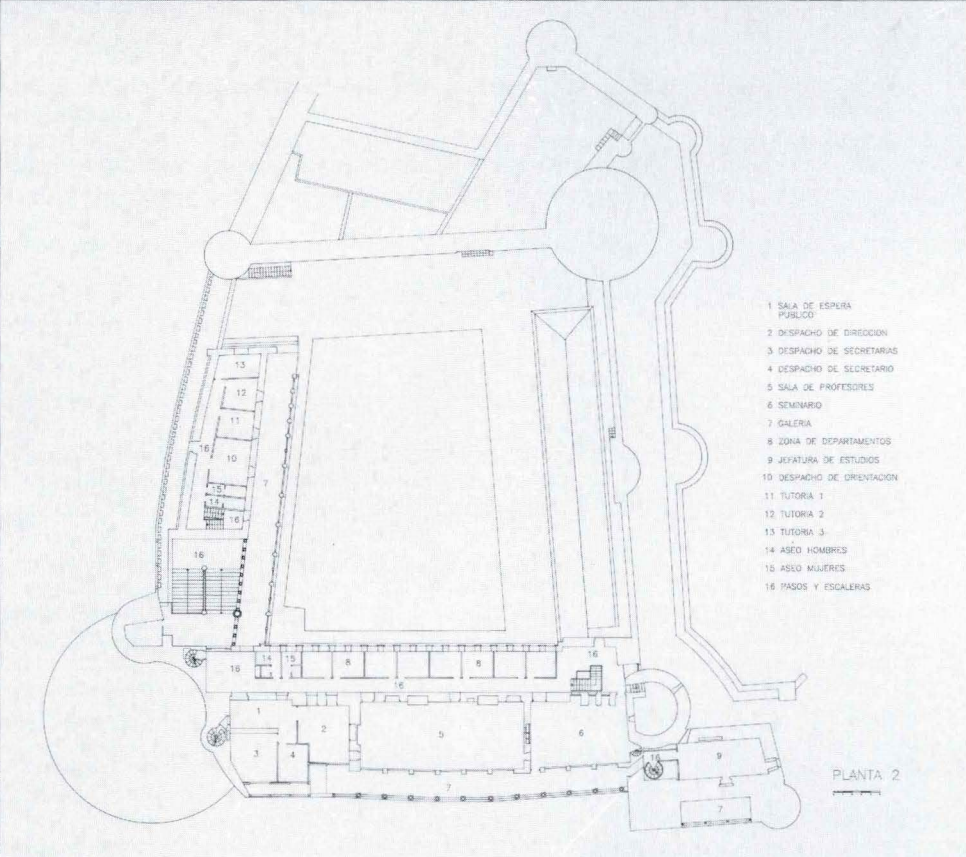 1 SALA DE ESPERA
PUBLICO
2 DESPACHO DE DIRECCION
3 DESPACHO DE SECRETARIAS
4 DESPACHO DE SECRETARIO
5 SALA DE PROFESORES
6 SEMINARIO
7 GALERIA
8 ZONA DE DEPARTAMENTOS
9 JEFATURA DE ESTUDIOS
10 DESPACHO DE ORIENTACION
11 TUTORIA 1
12 TUTORIA 2
13 TUTORIA 3
14 ASEO HOMBRES
15 ASEO MUJERES
16 PASOS Y ESCALERAS
13
12
11
16
10
7
15
14
16
16
16
14
15
8
8
16
16
1
2
3
4
5
6
7
16
9
7
PLANTA 2